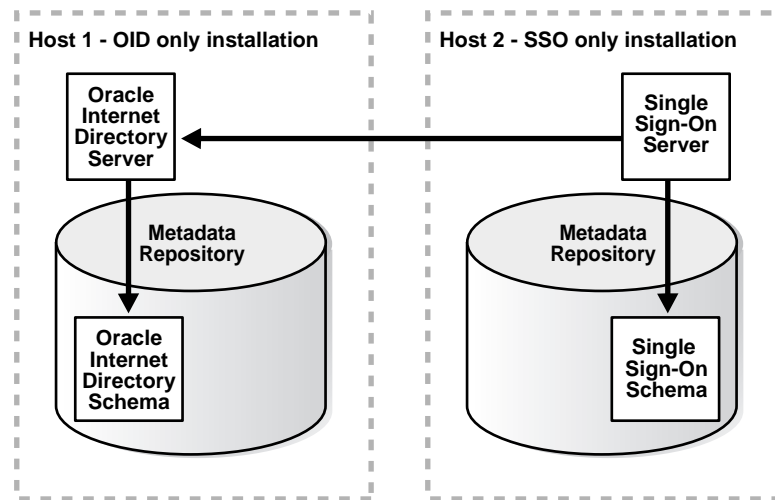 Host 1 - OID only installation
Oracle
Internet
Directory
Server
Metadata
Repository
Oracle
Internet
Directory
Schema
Host 2 - SSO only installation
Single
Sign-On
Server
Metadata
Repository
Single
Sign-On
Schema